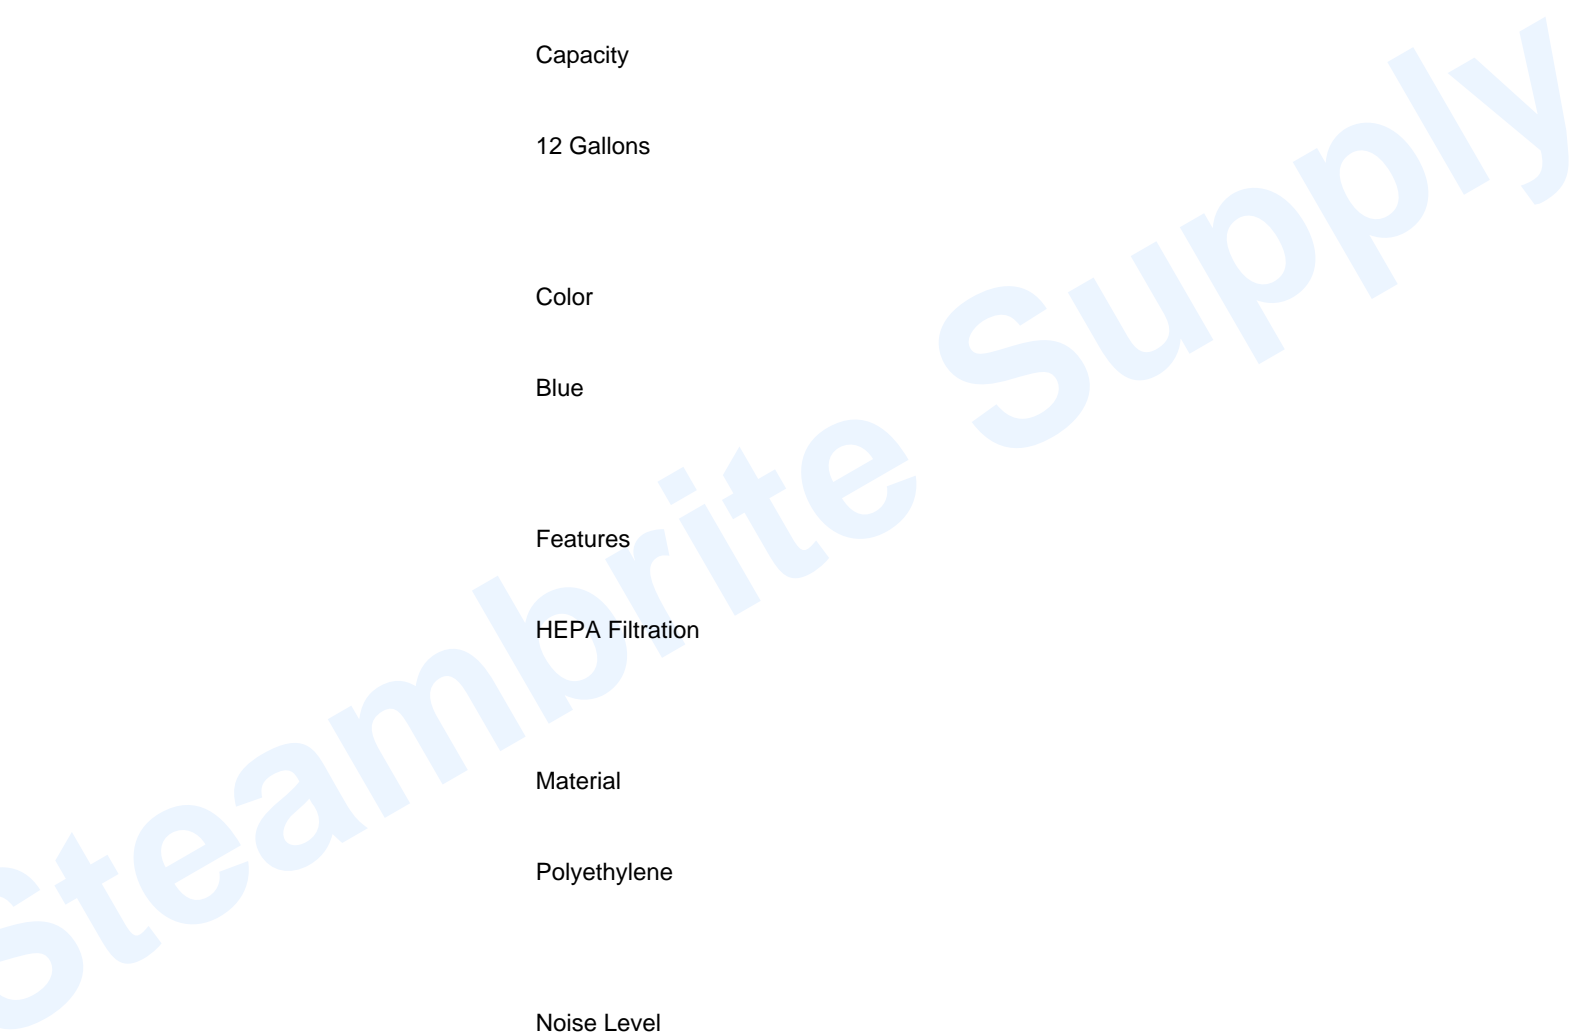 Capacity
12 Gallons
Color
Blue
Features
HEPA Filtration
Material
Polyethylene
Noise Level
Steambrite Supply